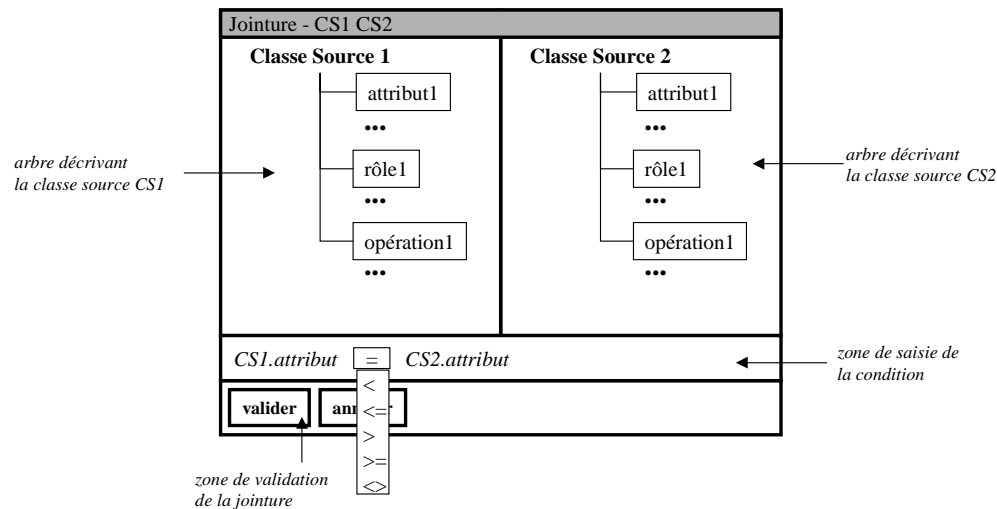 Jointure - CS1 CS2
Classe Source 1
attribut1
•••
rôle1
•••
opération1
•••
Classe Source 2
attribut1
•••
rôle1
•••
opération1
•••
arbre décrivant
la classe source CS1
arbre décrivant
la classe source CS2
CS1.attribut = CS2.attribut
<
<=
>
>=
<>
zone de saisie de
la condition
valider
zone de validation
de la jointure